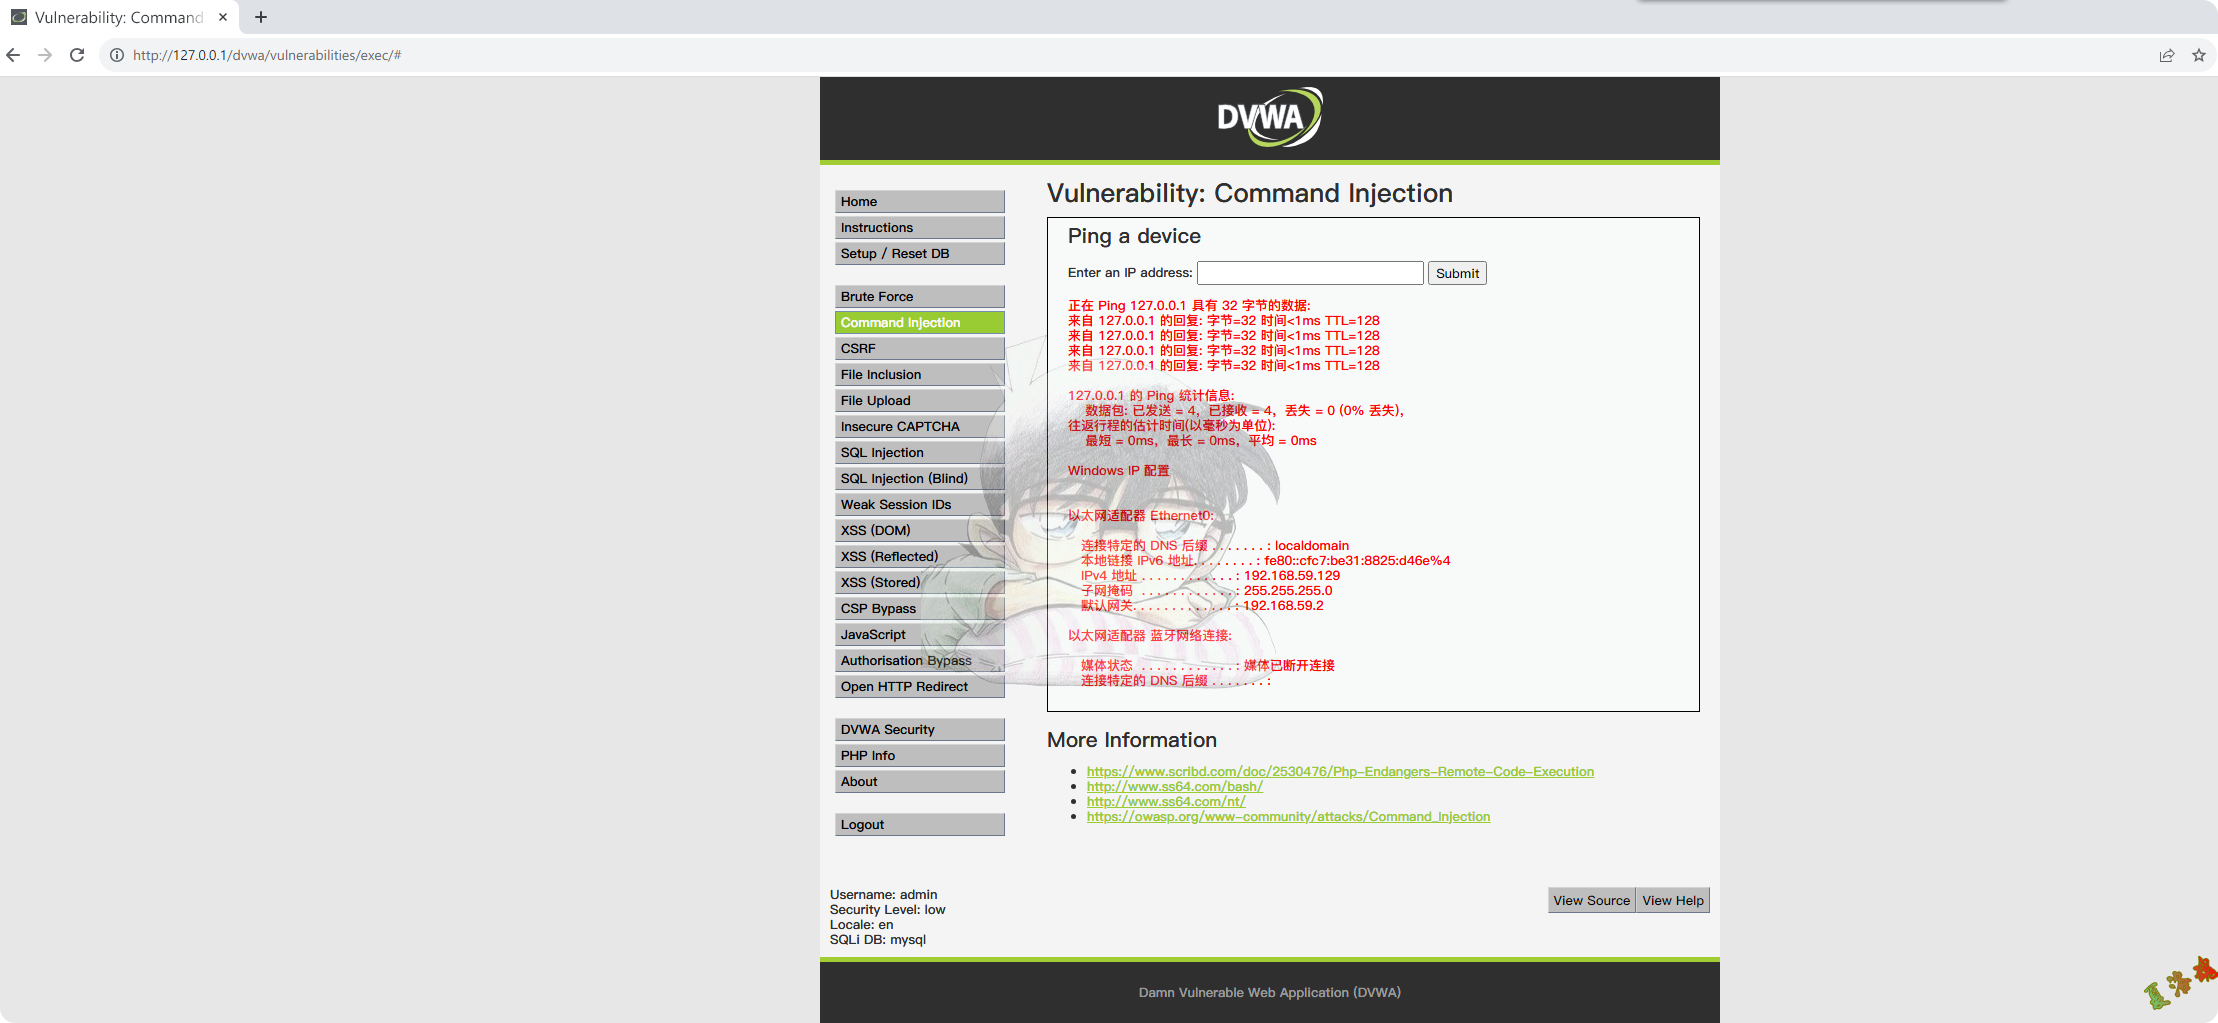 Vulnerability: Command
http://127.0.0.1/dvwa/vulnerabilities/exec/#
DVWA
Home
Instructions
Setup / Reset DB
Brute Force
Command Injection
CSRF
File Inclusion
File Upload
Insecure CAPTCHA
SQL Injection
SQL Injection (Blind)
Weak Session IDs
XSS (DOM)
XSS (Reflected)
XSS (Stored)
CSP Bypass
JavaScript
Authorisation Bypass
Open HTTP Redirect
DVWA Security
PHP Info
About
Logout
Vulnerability: Command Injection
Ping a device
Enter an IP address: Submit
正在 Ping 127.0.0.1 具有 32 字节的数据:
来自 127.0.0.1 的回复: 字节=32 时间<1ms TTL=128
来自 127.0.0.1 的回复: 字节=32 时间<1ms TTL=128
来自 127.0.0.1 的回复: 字节=32 时间<1ms TTL=128
来自 127.0.0.1 的回复: 字节=32 时间<1ms TTL=128
127.0.0.1 的 Ping 统计信息:
数据包: 已发送 = 4，已接收 = 4，丢失 = 0 (0% 丢失)，
往返行程的估计时间(以毫秒为单位):
最短 = 0ms，最长 = 0ms，平均 = 0ms
Windows IP 配置
以太网适配器 Ethernet0:
连接特定的 DNS 后缀 . . . . . . . : localdomain
本地链接 IPv6 地址. . . . . . . . : fe80::cfc7:be31:8825:d46e%4
IPv4 地址 . . . . . . . . . . . . : 192.168.59.129
子网掩码  . . . . . . . . . . . . : 255.255.255.0
默认网关. . . . . . . . . . . . . : 192.168.59.2
以太网适配器 蓝牙网络连接:
媒体状态  . . . . . . . . . . . . : 媒体已断开连接
连接特定的 DNS 后缀 . . . . . . . :
More Information
https://www.scribd.com/doc/2530476/Php-Endangers-Remote-Code-Execution
http://www.ss64.com/bash/
http://www.ss64.com/nt/
https://owasp.org/www-community/attacks/Command_Injection
Username: admin
Security Level: low
Locale: en
SQLi DB: mysql
View Source View Help
Damn Vulnerable Web Application (DVWA)